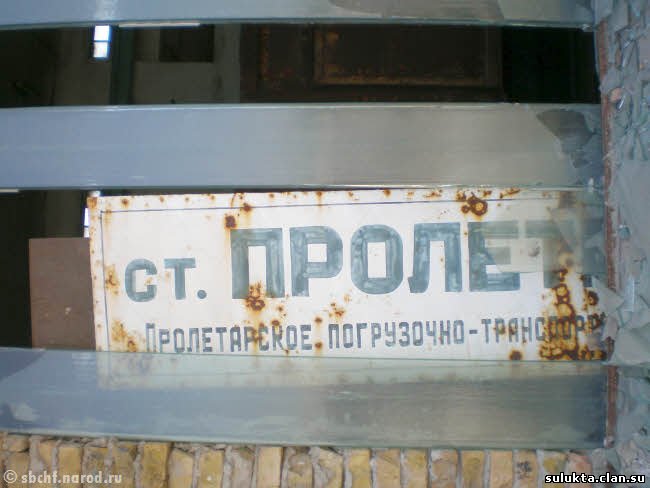 ст. ПРОЛЕТ
Пролетарское погрузочно-транспор
© sbchf.narod.ru
sulukta.clan.su